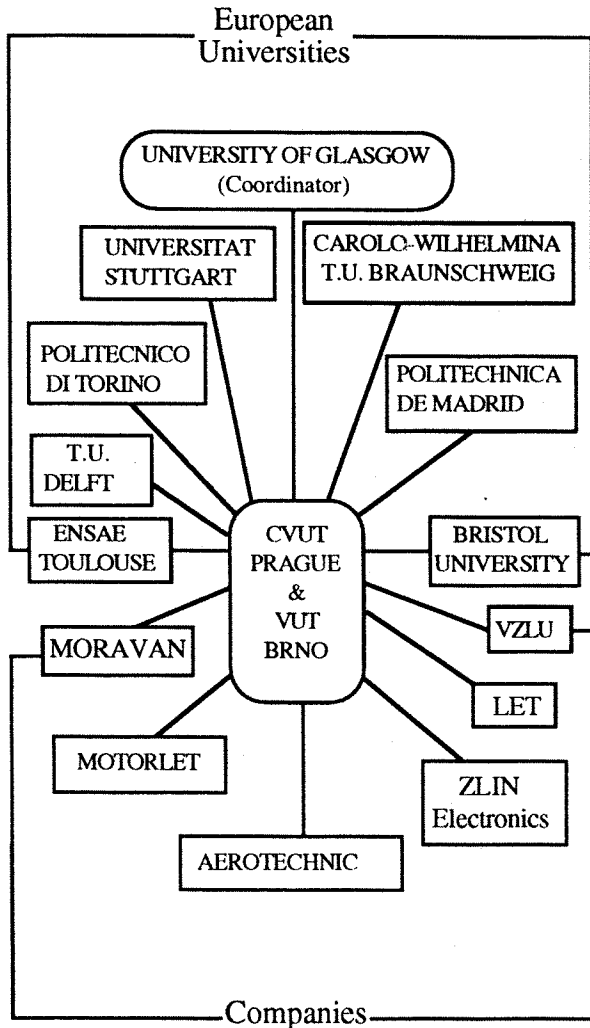 European
Universities
UNIVERSITY OF GLASGOW
(Coordinator)
UNIVERSITAT
STUTTGART
CAROLO-WILHELMINA
T.U. BRAUNSCHWEIG
POLITECNICO
DI TORINO
POLITECHNICA
DE MADRID
T.U.
DELFT
ENSAE
TOULOUSE
CVUT
PRAGUE
&
VUT
BRNO
BRISTOL
UNIVERSITY
MORAVAN
VZLU
LET
MOTORLET
ZLIN
Electronics
AEROTECHNIC
Companies